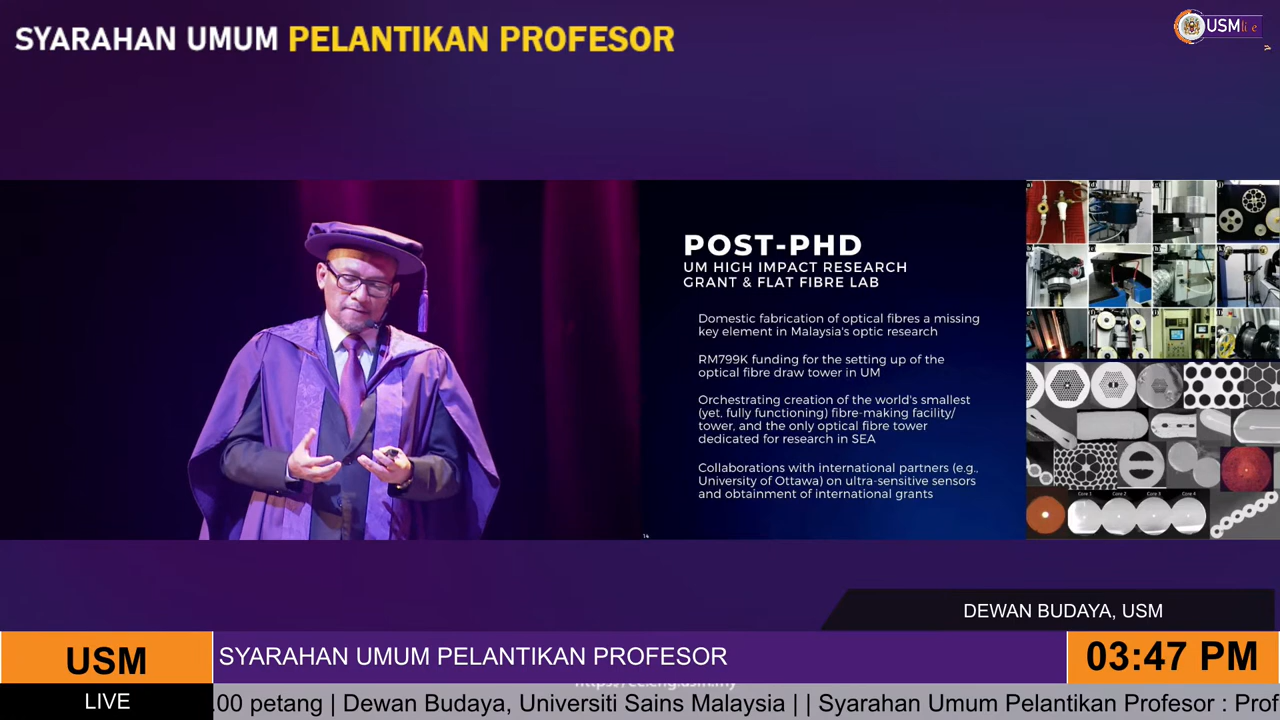 SYARAHAN UMUM PELANTIKAN PROFESOR
USM
POST-PHD
UM HIGH IMPACT RESEARCH
GRANT & FLAT FIBRE LAB
Domestic fabrication of optical fibres a missing
key element in Malaysia's optic research
RM799K funding for the setting up of the
optical fibre draw tower in UM
Orchestrating creation of the world's smallest
(yet, fully functioning) fibre-making facility/
tower, and the only optical fibre tower
dedicated for research in SEA
Collaborations with international partners (e.g.,
University of Ottawa) on ultra-sensitive sensors
and obtainment of international grants
Core 1 Core 2 Core 3 Core 4
14
DEWAN BUDAYA, USM
USM
SYARAHAN UMUM PELANTIKAN PROFESOR
03:47 PM
LIVE
.00 petang | Dewan Budaya, Universiti Sains Malaysia | | Syarahan Umum Pelantikan Profesor : Prof